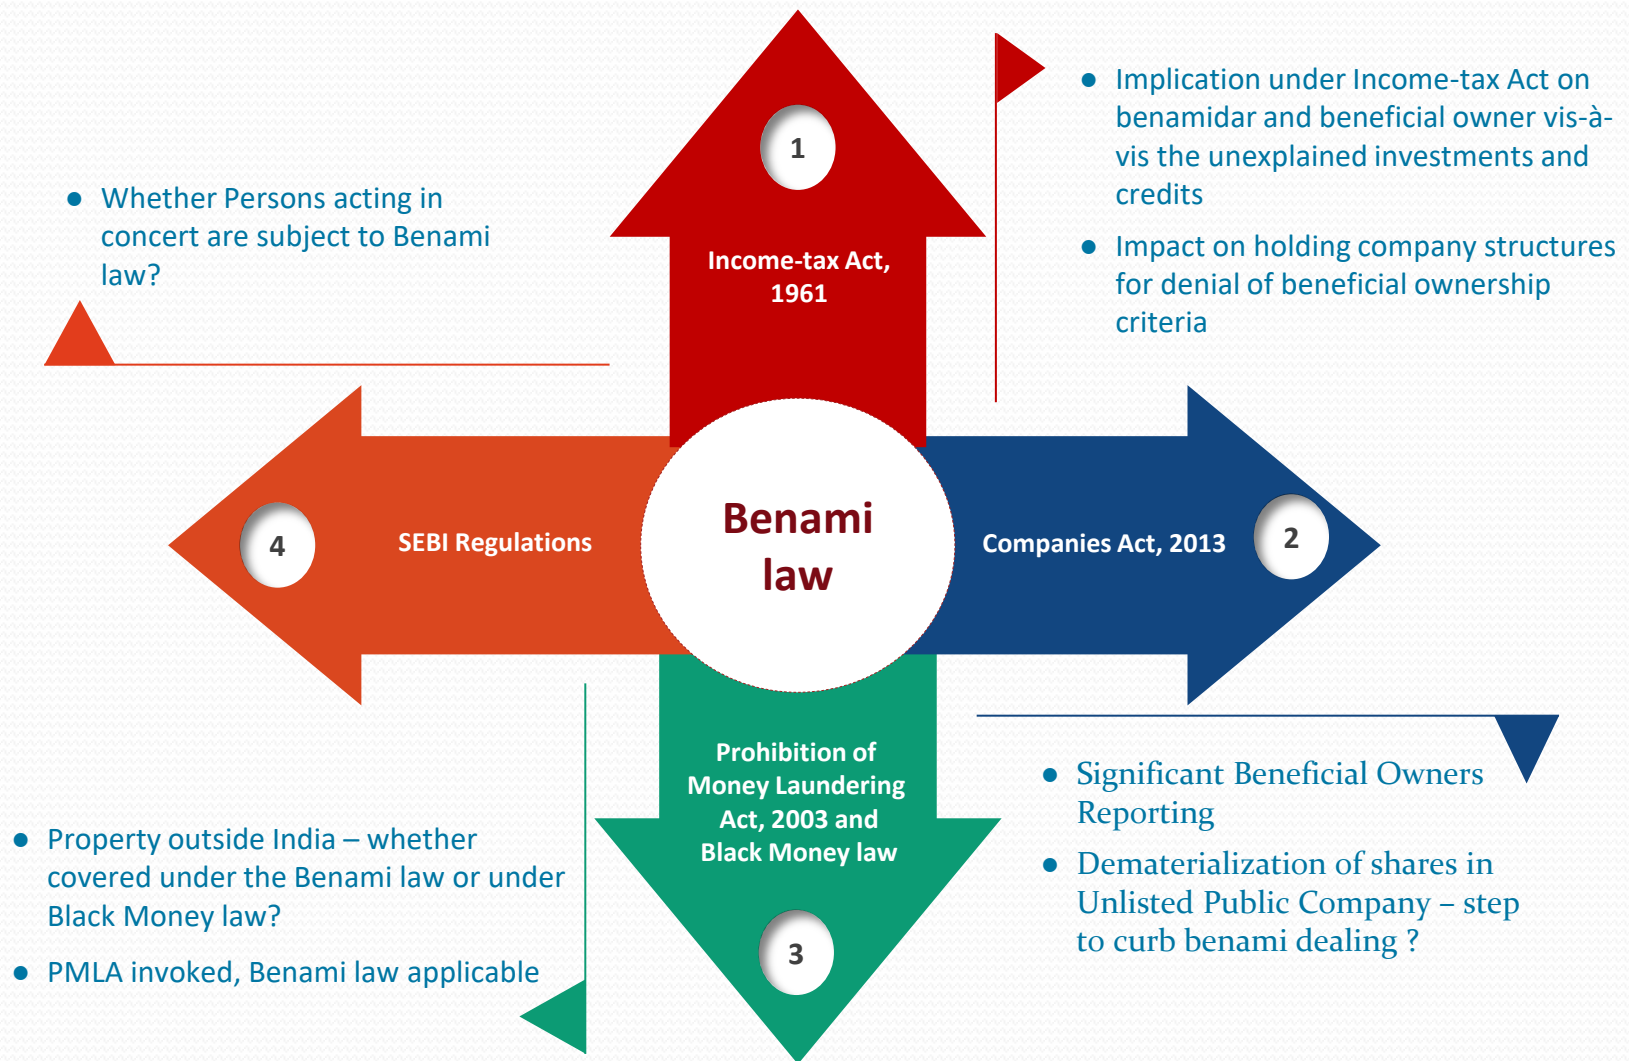 1
Income-tax Act,
1961
● Implication under Income-tax Act on
benamidar and beneficial owner vis-à-
vis the unexplained investments and
credits
● Impact on holding company structures
for denial of beneficial ownership
criteria
● Whether Persons acting in
concert are subject to Benami
law?
4
SEBI Regulations
Benami
law
Companies Act, 2013
2
● Significant Beneficial Owners
Reporting
● Dematerialization of shares in
Unlisted Public Company – step
to curb benami dealing ?
Prohibition of
Money Laundering
Act, 2003 and
Black Money law
3
● Property outside India – whether
covered under the Benami law or under
Black Money law?
● PMLA invoked, Benami law applicable